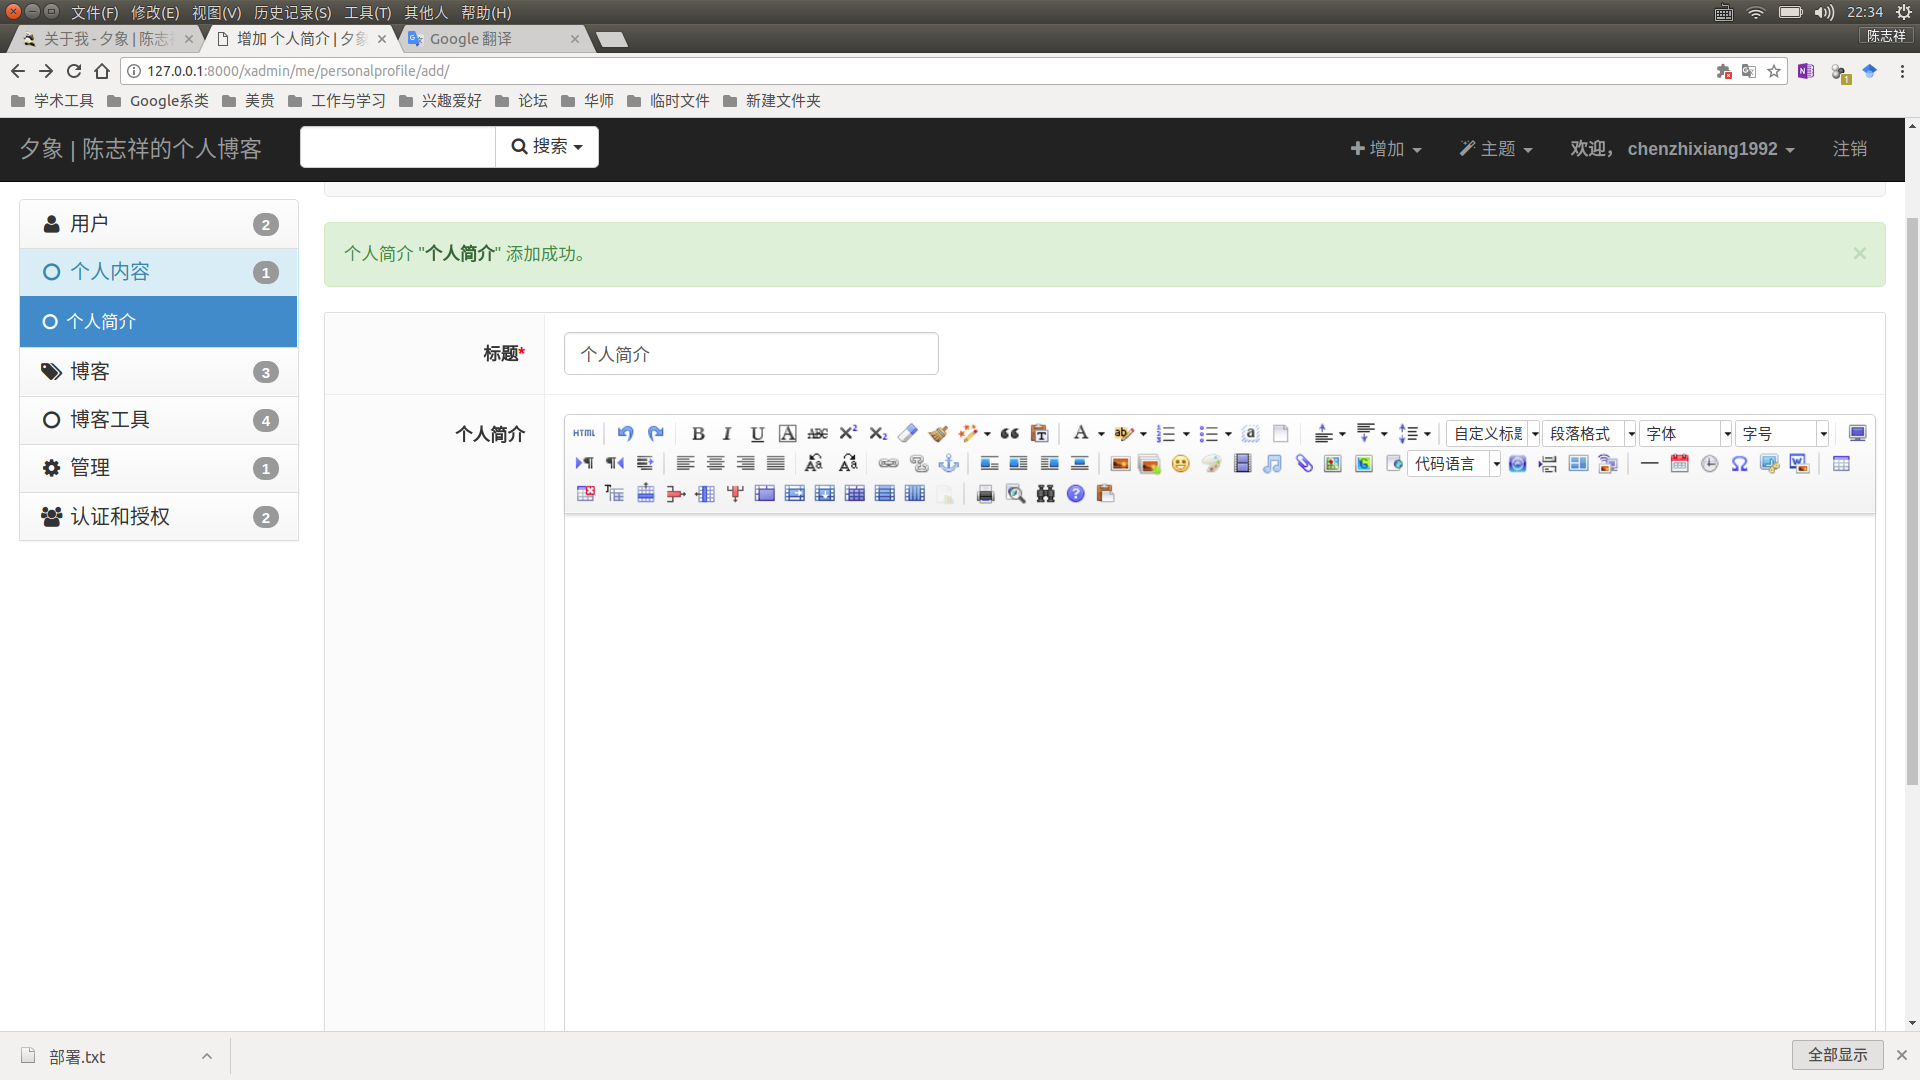 文件(F) 修改(E) 视图(V) 历史记录(S) 工具(T) 其他人 帮助(H)
22:34
关于我 - 夕象 | 陈志
增加 个人简介 | 夕象
Google 翻译
陈志祥
127.0.0.1:8000/xadmin/me/personalprofile/add/
学术工具 Google系类 美贵 工作与学习 兴趣爱好 论坛 华师 临时文件 新建文件夹
夕象 | 陈志祥的个人博客
搜索
增加 主题 欢迎， chenzhixiang1992 注销
用户 2
个人内容 1
个人简介
博客 3
博客工具 4
管理 1
认证和授权 2
个人简介 "个人简介" 添加成功。
×
标题*
个人简介
个人简介
HTML
自定义标题 段落格式 字体 字号
代码语言
部署.txt
全部显示